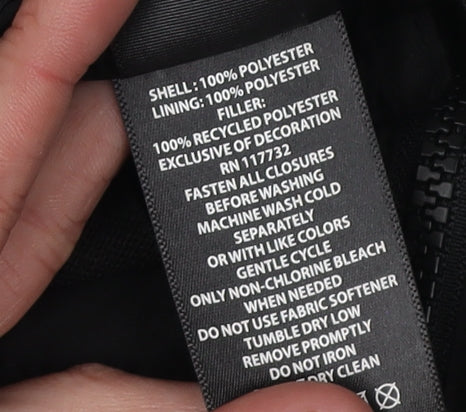 SHELL : 100% POLYESTER
LINING: 100% POLYESTER
FILLER:
100% RECYCLED POLYESTER
EXCLUSIVE OF DECORATION
RN 117732
FASTEN ALL CLOSURES
BEFORE WASHING
MACHINE WASH COLD
SEPARATELY
OR WITH LIKE COLORS
GENTLE CYCLE
ONLY NON-CHLORINE BLEACH
WHEN NEEDED
DO NOT USE FABRIC SOFTENER
TUMBLE DRY LOW
REMOVE PROMPTLY
DO NOT IRON
DRY CLEAN